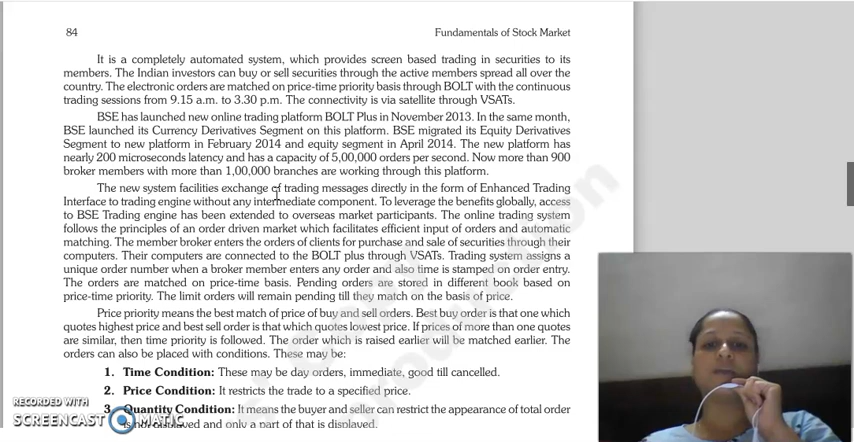 84 Fundamentals of Stock Market
It is a completely automated system, which provides screen based trading in securities to its
members. The Indian investors can buy or sell securities through the active members spread all over the
country. The electronic orders are matched on price-time priority basis through BOLT with the continuous
trading sessions from 9.15 a.m. to 3.30 p.m. The connectivity is via satellite through VSATs.
BSE has launched new online trading platform BOLT Plus in November 2013. In the same month,
BSE launched its Currency Derivatives Segment on this platform. BSE migrated its Equity Derivatives
Segment to new platform in February 2014 and equity segment in April 2014. The new platform has
nearly 200 microseconds latency and has a capacity of 5,00,000 orders per second. Now more than 900
broker members with more than 1,00,000 branches are working through this platform.
The new system facilities exchange of trading messages directly in the form of Enhanced Trading
Interface to trading engine without any intermediate component. To leverage the benefits globally, access
to BSE Trading engine has been extended to overseas market participants. The online trading system
follows the principles of an order driven market which facilitates efficient input of orders and automatic
matching. The member broker enters the orders of clients for purchase and sale of securities through their
computers. Their computers are connected to the BOLT plus through VSATs. Trading system assigns a
unique order number when a broker member enters any order and also time is stamped on order entry.
The orders are matched on price-time basis. Pending orders are stored in different book based on
price-time priority. The limit orders will remain pending till they match on the basis of price.
Price priority means the best match of price of buy and sell orders. Best buy order is that one which
quotes highest price and best sell order is that which quotes lowest price. If prices of more than one quotes
are similar, then time priority is followed. The order which is raised earlier will be matched earlier. The
orders can also be placed with conditions. These may be:
1. Time Condition: These may be day orders, immediate, good till cancelled.
2. Price Condition: It restricts the trade to a specified price.
3 Quantity Condition: It means the buyer and seller can restrict the appearance of total order
is not displayed and only a part of that is displayed.
RECORDED WITH
SCREENCAST MATIC